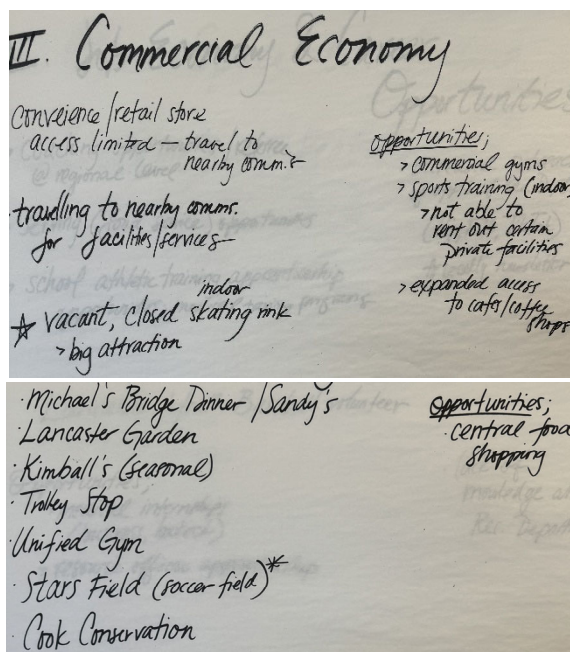 III. Commercial Economy
Conveience/retail store
access limited — travel to
nearby comm.
· travelling to nearby comms.
for facilities/services
☆ vacant, closed indoor skating rink
> big attraction
opportunities;
> commercial gyms
> sports training (indoor
> not able to
rent out certain
private facilities
> expanded access
to cafes/coffee
shops
· Michael's Bridge Dinner/Sandy's
· Lancaster Garden
· Kimball's (seasonal)
· Trolley Stop
· Unified Gym
· Stars Field (soccer field)*
· Cook Conservation
opportunities;
· central food
shopping